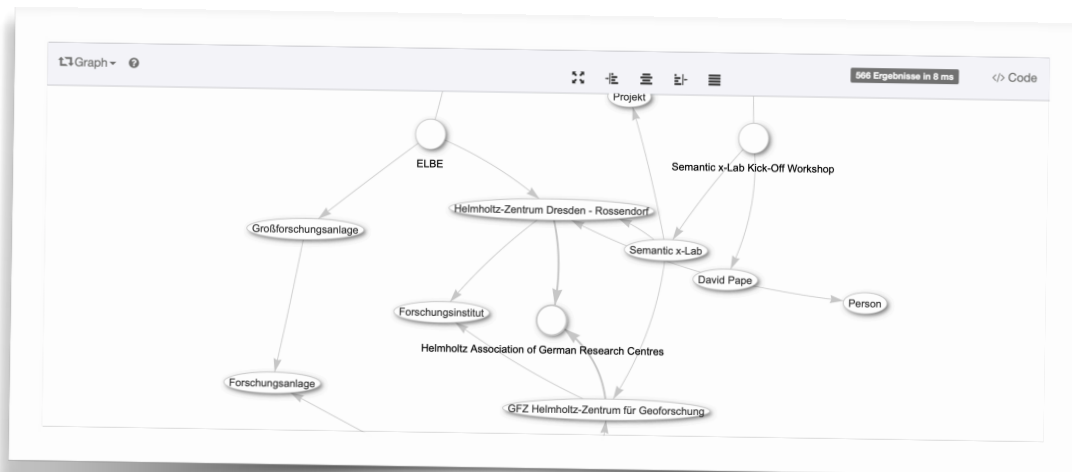 Graph
566 Ergebnisse in 8 ms
</> Code
Projekt
ELBE
Semantic x-Lab Kick-Off Workshop
Helmholtz-Zentrum Dresden - Rossendorf
Großforschungsanlage
Semantic x-Lab
David Pape
Person
Forschungsinstitut
Helmholtz Association of German Research Centres
Forschungsanlage
GFZ Helmholtz-Zentrum für Geoforschung